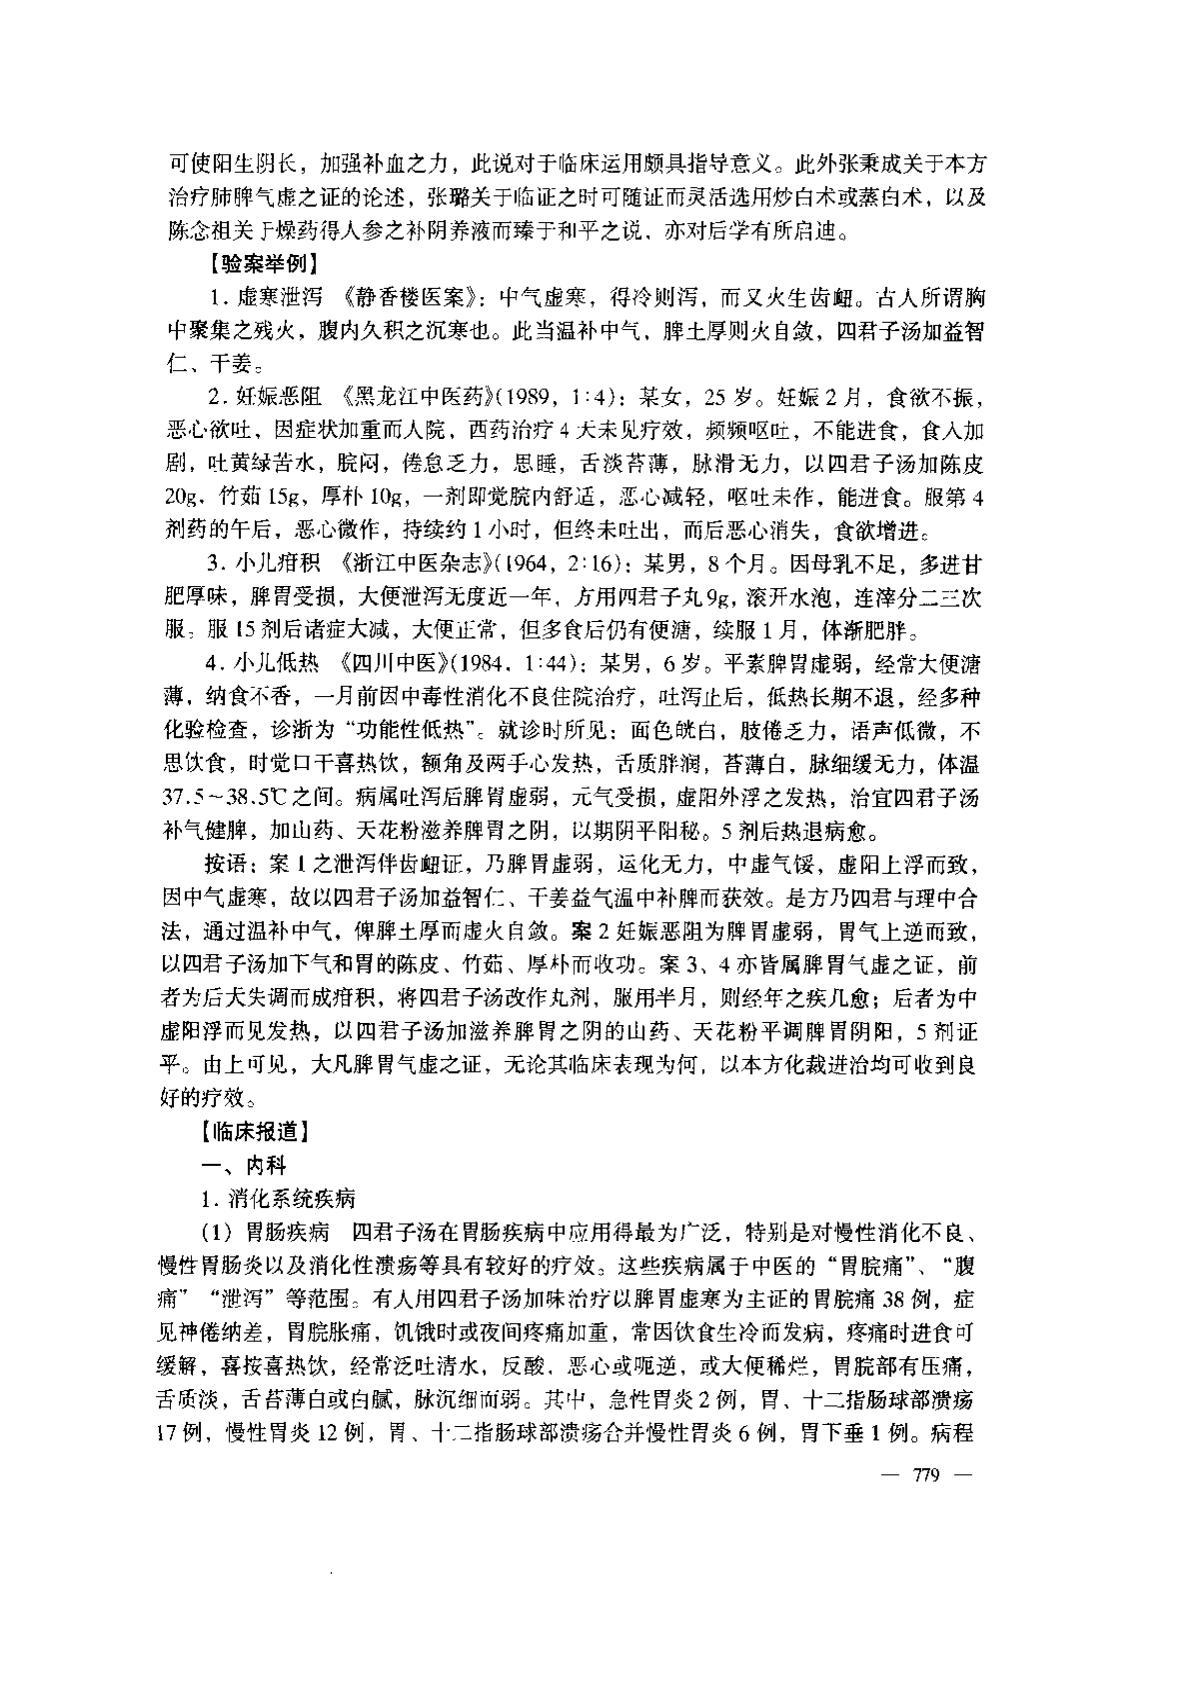 可使阳生阴长，加强补血之力，此说对于临床运用颇具指导意义。此外张秉成关于本方
治疗肺脾气虚之证的论述，张璐关于临证之时可随证而灵活选用炒白术或蒸白术，以及
陈念祖关于燥药得人参之补阴养液而臻于和平之说，亦对后学有所启迪。
【验案举例】
1. 虚寒泄泻 《静香楼医案》：中气虚寒，得冷则泻，而又火生齿衄。古人所谓胸
中聚集之残火，腹内久积之沉寒也。此当温补中气，脾土厚则火自敛，四君子汤加益智
仁、干姜。
2. 妊娠恶阻 《黑龙江中医药》(1989，1:4)：某女，25 岁。妊娠 2 月，食欲不振，
恶心欲吐，因症状加重而入院，西药治疗 4 天未见疗效，频频呕吐，不能进食，食入加
剧，吐黄绿苦水，脘闷，倦怠乏力，思睡，舌淡苔薄，脉滑无力，以四君子汤加陈皮
20g，竹茹 15g，厚朴 10g，一剂即觉脘内舒适，恶心减轻，呕吐未作，能进食。服第 4
剂药的午后，恶心微作，持续约 1 小时，但终未吐出，而后恶心消失，食欲增进。
3. 小儿疳积 《浙江中医杂志》(1964，2:16)：某男，8 个月。因母乳不足，多进甘
肥厚味，脾胃受损，大便泄泻无度近一年，方用四君子丸 9g，滚开水泡，连滓分二三次
服。服 15 剂后诸症大减，大便正常，但多食后仍有便溏，续服 1 月，体渐肥胖。
4. 小儿低热 《四川中医》(1984．1:44)：某男，6 岁。平素脾胃虚弱，经常大便溏
薄，纳食不香，一月前因中毒性消化不良住院治疗，吐泻止后，低热长期不退，经多种
化验检查，诊断为“功能性低热”。就诊时所见：面色㿠白，肢倦乏力，语声低微，不
思饮食，时觉口干喜热饮，额角及两手心发热，舌质胖润，苔薄白，脉细缓无力，体温
37.5～38.5℃之间。病属吐泻后脾胃虚弱，元气受损，虚阳外浮之发热，治宜四君子汤
补气健脾，加山药、天花粉滋养脾胃之阴，以期阴平阳秘。5 剂后热退病愈。
按语：案 1 之泄泻伴齿衄证，乃脾胃虚弱，运化无力，中虚气馁，虚阳上浮而致，
因中气虚寒，故以四君子汤加益智仁、干姜益气温中补脾而获效。是方乃四君与理中合
法，通过温补中气，俾脾土厚而虚火自敛。案 2 妊娠恶阻为脾胃虚弱，胃气上逆而致，
以四君子汤加下气和胃的陈皮、竹茹、厚朴而收功。案 3、4 亦皆属脾胃气虚之证，前
者为后天失调而成疳积，将四君子汤改作丸剂，服用半月，则经年之疾几愈；后者为中
虚阳浮而见发热，以四君子汤加滋养脾胃之阴的山药、天花粉平调脾胃阴阳，5 剂证
平。由上可见，大凡脾胃气虚之证，无论其临床表现为何，以本方化裁进治均可收到良
好的疗效。
【临床报道】
一、内科
1. 消化系统疾病
(1) 胃肠疾病 四君子汤在胃肠疾病中应用得最为广泛，特别是对慢性消化不良、
慢性胃肠炎以及消化性溃疡等具有较好的疗效。这些疾病属于中医的“胃脘痛”、“腹
痛” “泄泻”等范围。有人用四君子汤加味治疗以脾胃虚寒为主证的胃脘痛 38 例，症
见神倦纳差，胃脘胀痛，饥饿时或夜间疼痛加重，常因饮食生冷而发病，疼痛时进食可
缓解，喜按喜热饮，经常泛吐清水，反酸，恶心或呃逆，或大便稀烂，胃脘部有压痛，
舌质淡，舌苔薄白或白腻，脉沉细而弱。其中，急性胃炎 2 例，胃、十二指肠球部溃疡
17 例，慢性胃炎 12 例，胃、十二指肠球部溃疡合并慢性胃炎 6 例，胃下垂 1 例。病程
— 779 —